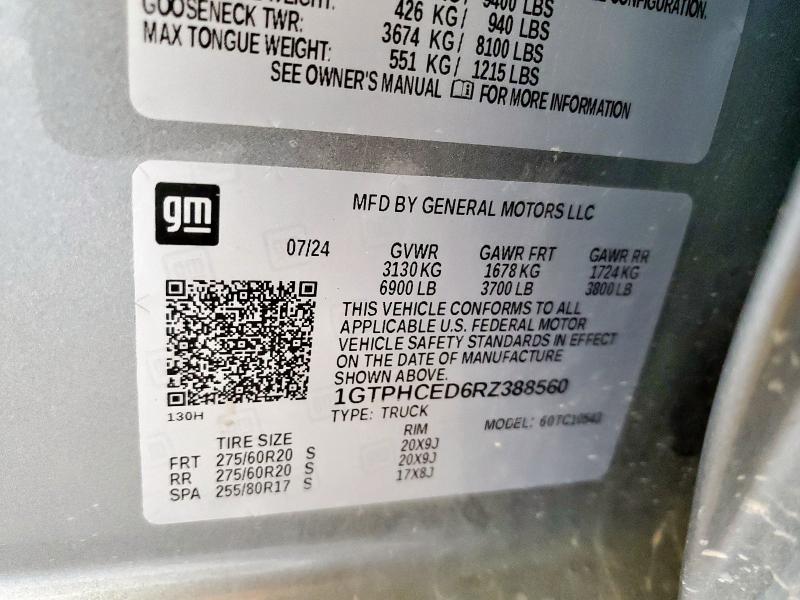 9400 LBS
CONFIGURATION.
WEIGHT: 426 KG/ 940 LBS
GOOSENECK TWR: 3674 KG/ 8100 LBS
MAX TONGUE WEIGHT: 551 KG/ 1215 LBS
SEE OWNER'S MANUAL FOR MORE INFORMATION
gm
MFD BY GENERAL MOTORS LLC
07/24 GVWR GAWR FRT GAWR RR
3130 KG 1678 KG 1724 KG
6900 LB 3700 LB 3800 LB
THIS VEHICLE CONFORMS TO ALL
APPLICABLE U.S. FEDERAL MOTOR
VEHICLE SAFETY STANDARDS IN EFFECT
ON THE DATE OF MANUFACTURE
SHOWN ABOVE.
1GTPHCED6RZ388560
130H
TYPE: TRUCK MODEL: 60TC10543
TIRE SIZE RIM
FRT 275/60R20 S 20X9J
RR 275/60R20 S 20X9J
SPA 255/80R17 S 17X8J